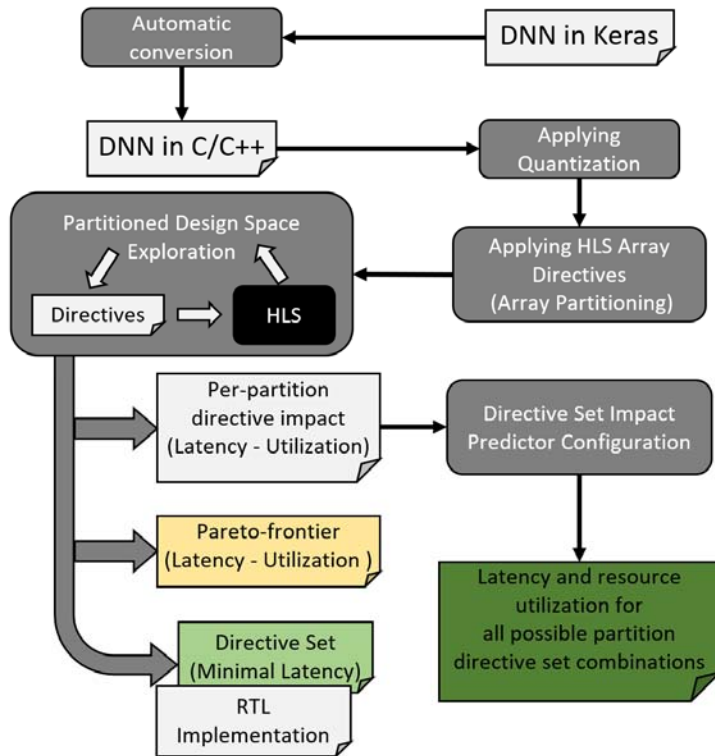 Automatic
conversion
DNN in Keras
DNN in C/C++
Applying
Quantization
Partitioned Design Space
Exploration
Directives
HLS
Applying HLS Array
Directives
(Array Partitioning)
Per-partition
directive impact
(Latency - Utilization)
Directive Set Impact
Predictor Configuration
Pareto-frontier
(Latency - Utilization )
Latency and resource
utilization for
all possible partition
directive set combinations
Directive Set
(Minimal Latency)
RTL
Implementation